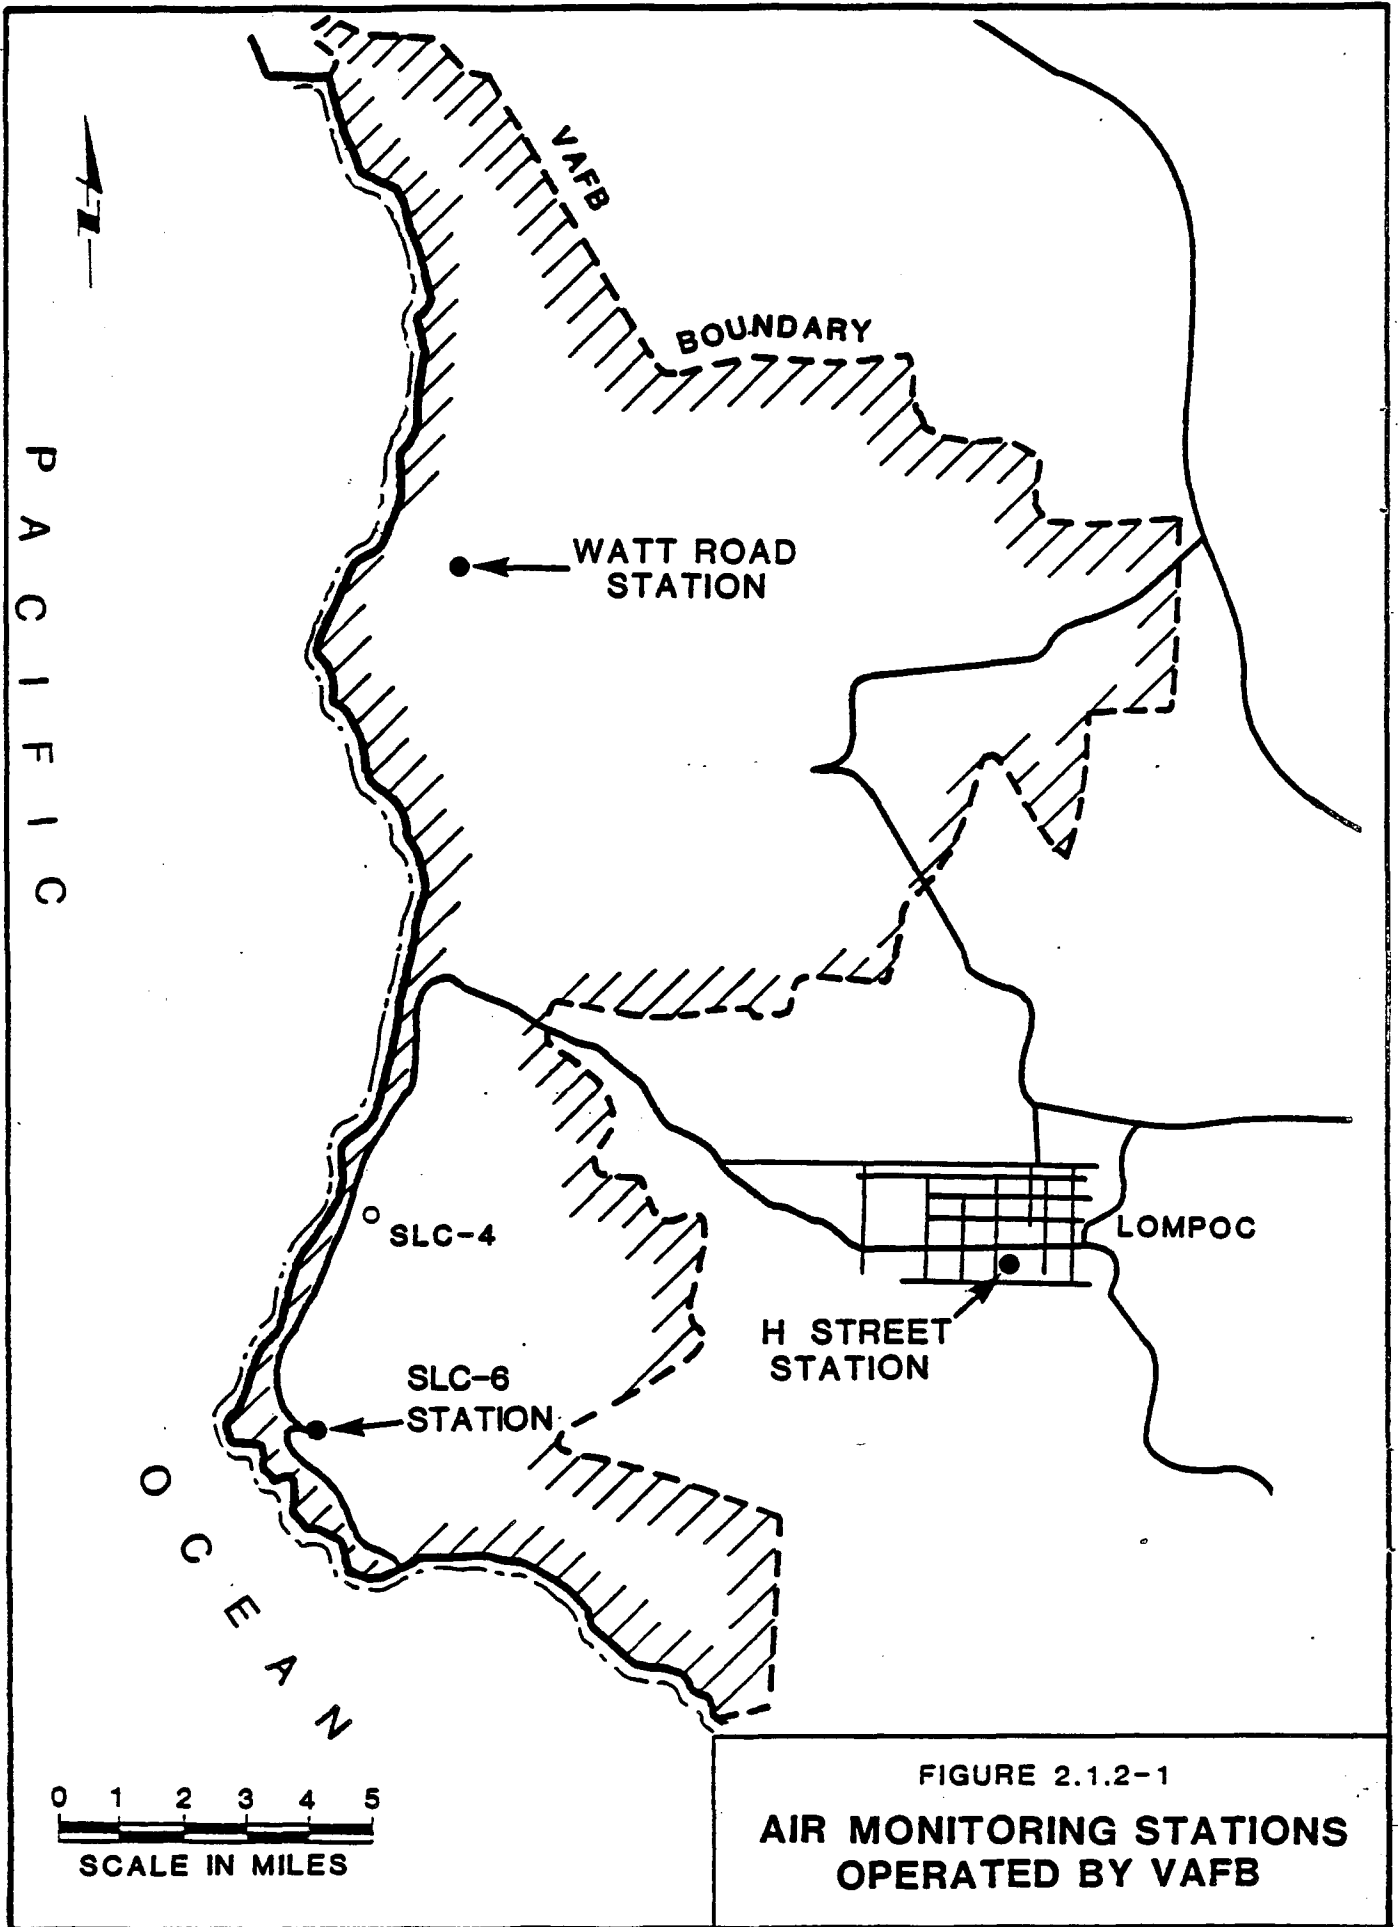 VAFB
BOUNDARY
PACIFIC
WATT ROAD
STATION
SLC-4
LOMPOC
H STREET
STATION
SLC-6
STATION
OCEAN
0 1 2 3 4 5
SCALE IN MILES
FIGURE 2.1.2-1
AIR MONITORING STATIONS
OPERATED BY VAFB